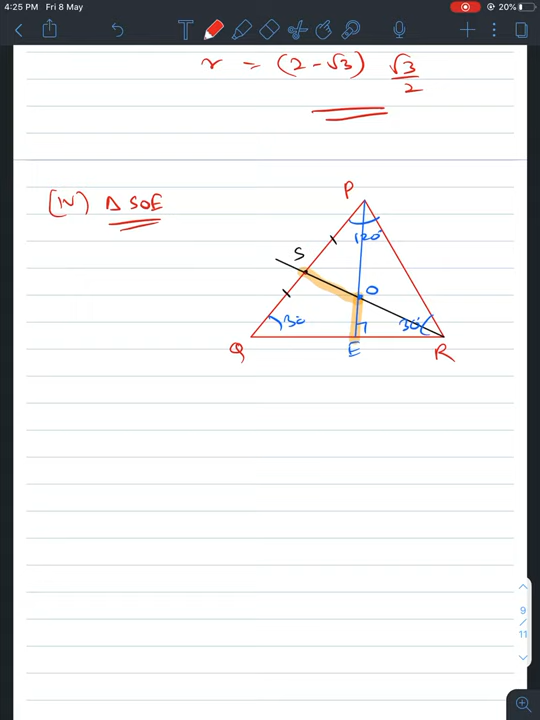 4:25 PM Fri 8 May 20%
r = (2 - √3) √3/2
(IV) Δ SOE
P
120°
S
O
30
30
Q
E
R
9
/
11